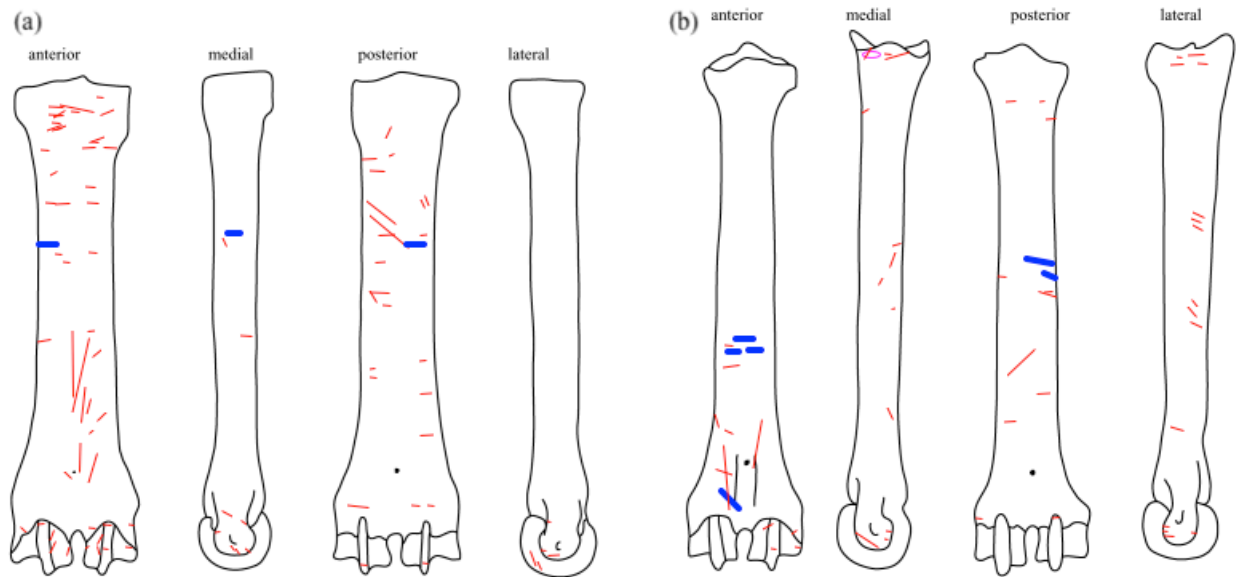 (a)
anterior
medial
posterior
lateral
(b)
anterior
medial
posterior
lateral